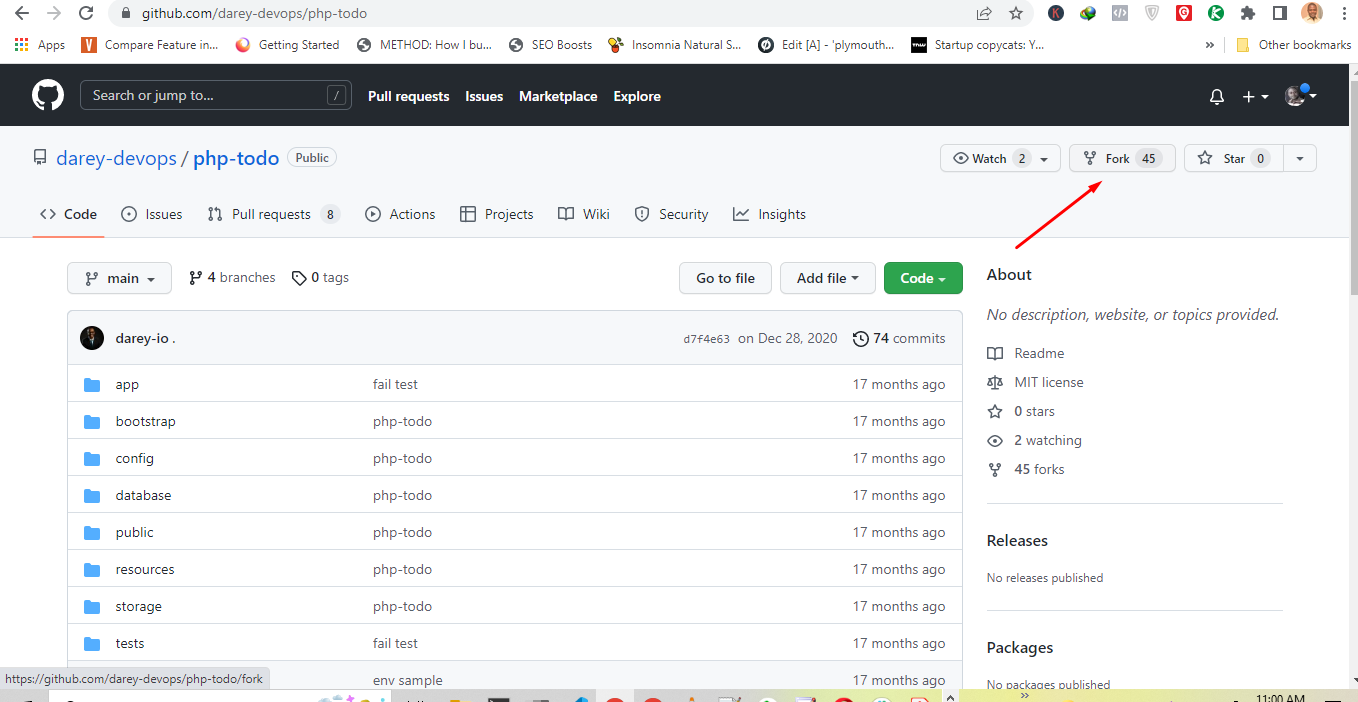 github.com/darey-devops/php-todo
Apps Compare Feature in... Getting Started METHOD: How I bu... SEO Boosts Insomnia Natural S... Edit [A] - 'plymouth... TNW Startup copycats: Y... » Other bookmarks
Search or jump to... / Pull requests Issues Marketplace Explore
darey-devops / php-todo Public Watch 2 Fork 45 Star 0
Code Issues Pull requests 8 Actions Projects Wiki Security Insights
main 4 branches 0 tags Go to file Add file Code
About
No description, website, or topics provided.
darey-io . d7f4e63 on Dec 28, 2020 74 commits
Readme
app fail test 17 months ago
MIT license
0 stars
bootstrap php-todo 17 months ago
2 watching
config php-todo 17 months ago
45 forks
database php-todo 17 months ago
public php-todo 17 months ago
Releases
resources php-todo 17 months ago
No releases published
storage php-todo 17 months ago
tests fail test 17 months ago
Packages
https://github.com/darey-devops/php-todo/fork
env sample 17 months ago
No packages published
11:00 AM